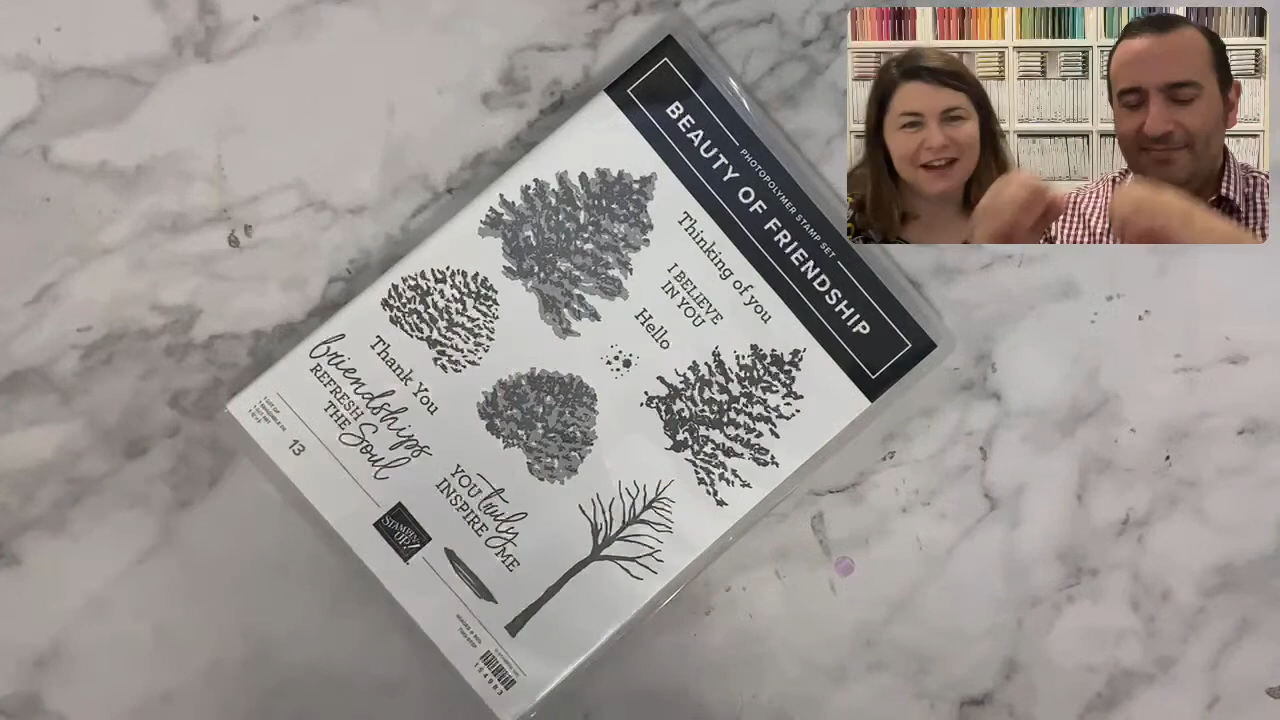 PHOTOPOLYMER STAMP SET
BEAUTY OF FRIENDSHIP
Thinking of you
I BELIEVE
IN YOU
Hello
Thank You
friendships
REFRESH
THE Soul
YOU truly
INSPIRE ME
13
STAMPIN'
UP!
164983